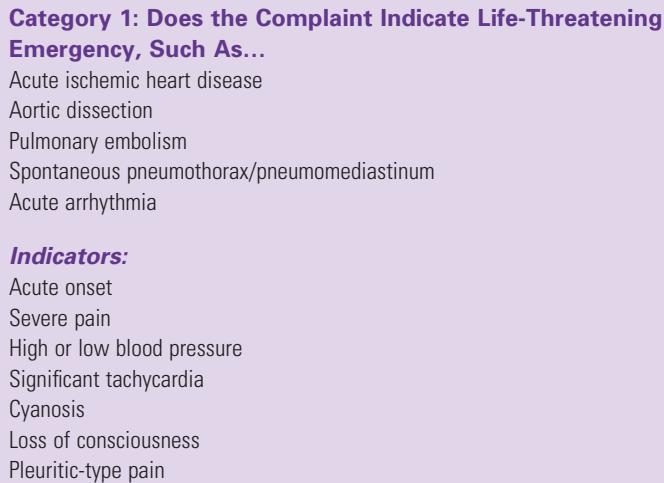 Category 1: Does the Complaint Indicate Life-Threatening
Emergency, Such As…
Acute ischemic heart disease
Aortic dissection
Pulmonary embolism
Spontaneous pneumothorax/pneumomediastinum
Acute arrhythmia
Indicators:
Acute onset
Severe pain
High or low blood pressure
Significant tachycardia
Cyanosis
Loss of consciousness
Pleuritic-type pain